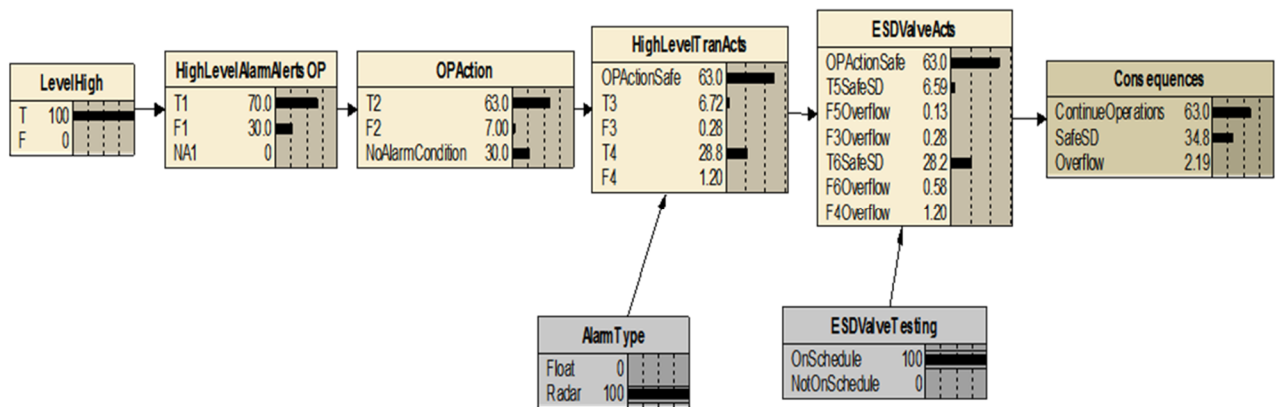 LevelHigh
T 100
F 0
HighLevelAlarmAlertsOP
T1 70.0
F1 30.0
NA1 0
OPAction
T2 63.0
F2 7.00
NoAlarmCondition 30.0
HighLevelTranActs
OPActionSafe 63.0
T3 6.72
F3 0.28
T4 28.8
F4 1.20
ESDValveActs
OPActionSafe 63.0
T5SafeSD 6.59
F5Overflow 0.13
F3Overflow 0.28
T6SafeSD 28.2
F6Overflow 0.58
F4Overflow 1.20
Consequences
ContinueOperations 63.0
SafeSD 34.8
Overflow 2.19
AlarmType
Float 0
Radar 100
ESDValveTesting
OnSchedule 100
NotOnSchedule 0